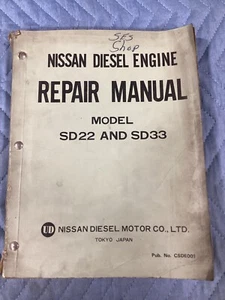 SFS
Shop
NISSAN DIESEL ENGINE
REPAIR MANUAL
MODEL
SD22 AND SD33
UD NISSAN DIESEL MOTOR CO., LTD.
TOKYO JAPAN
Pub. No.